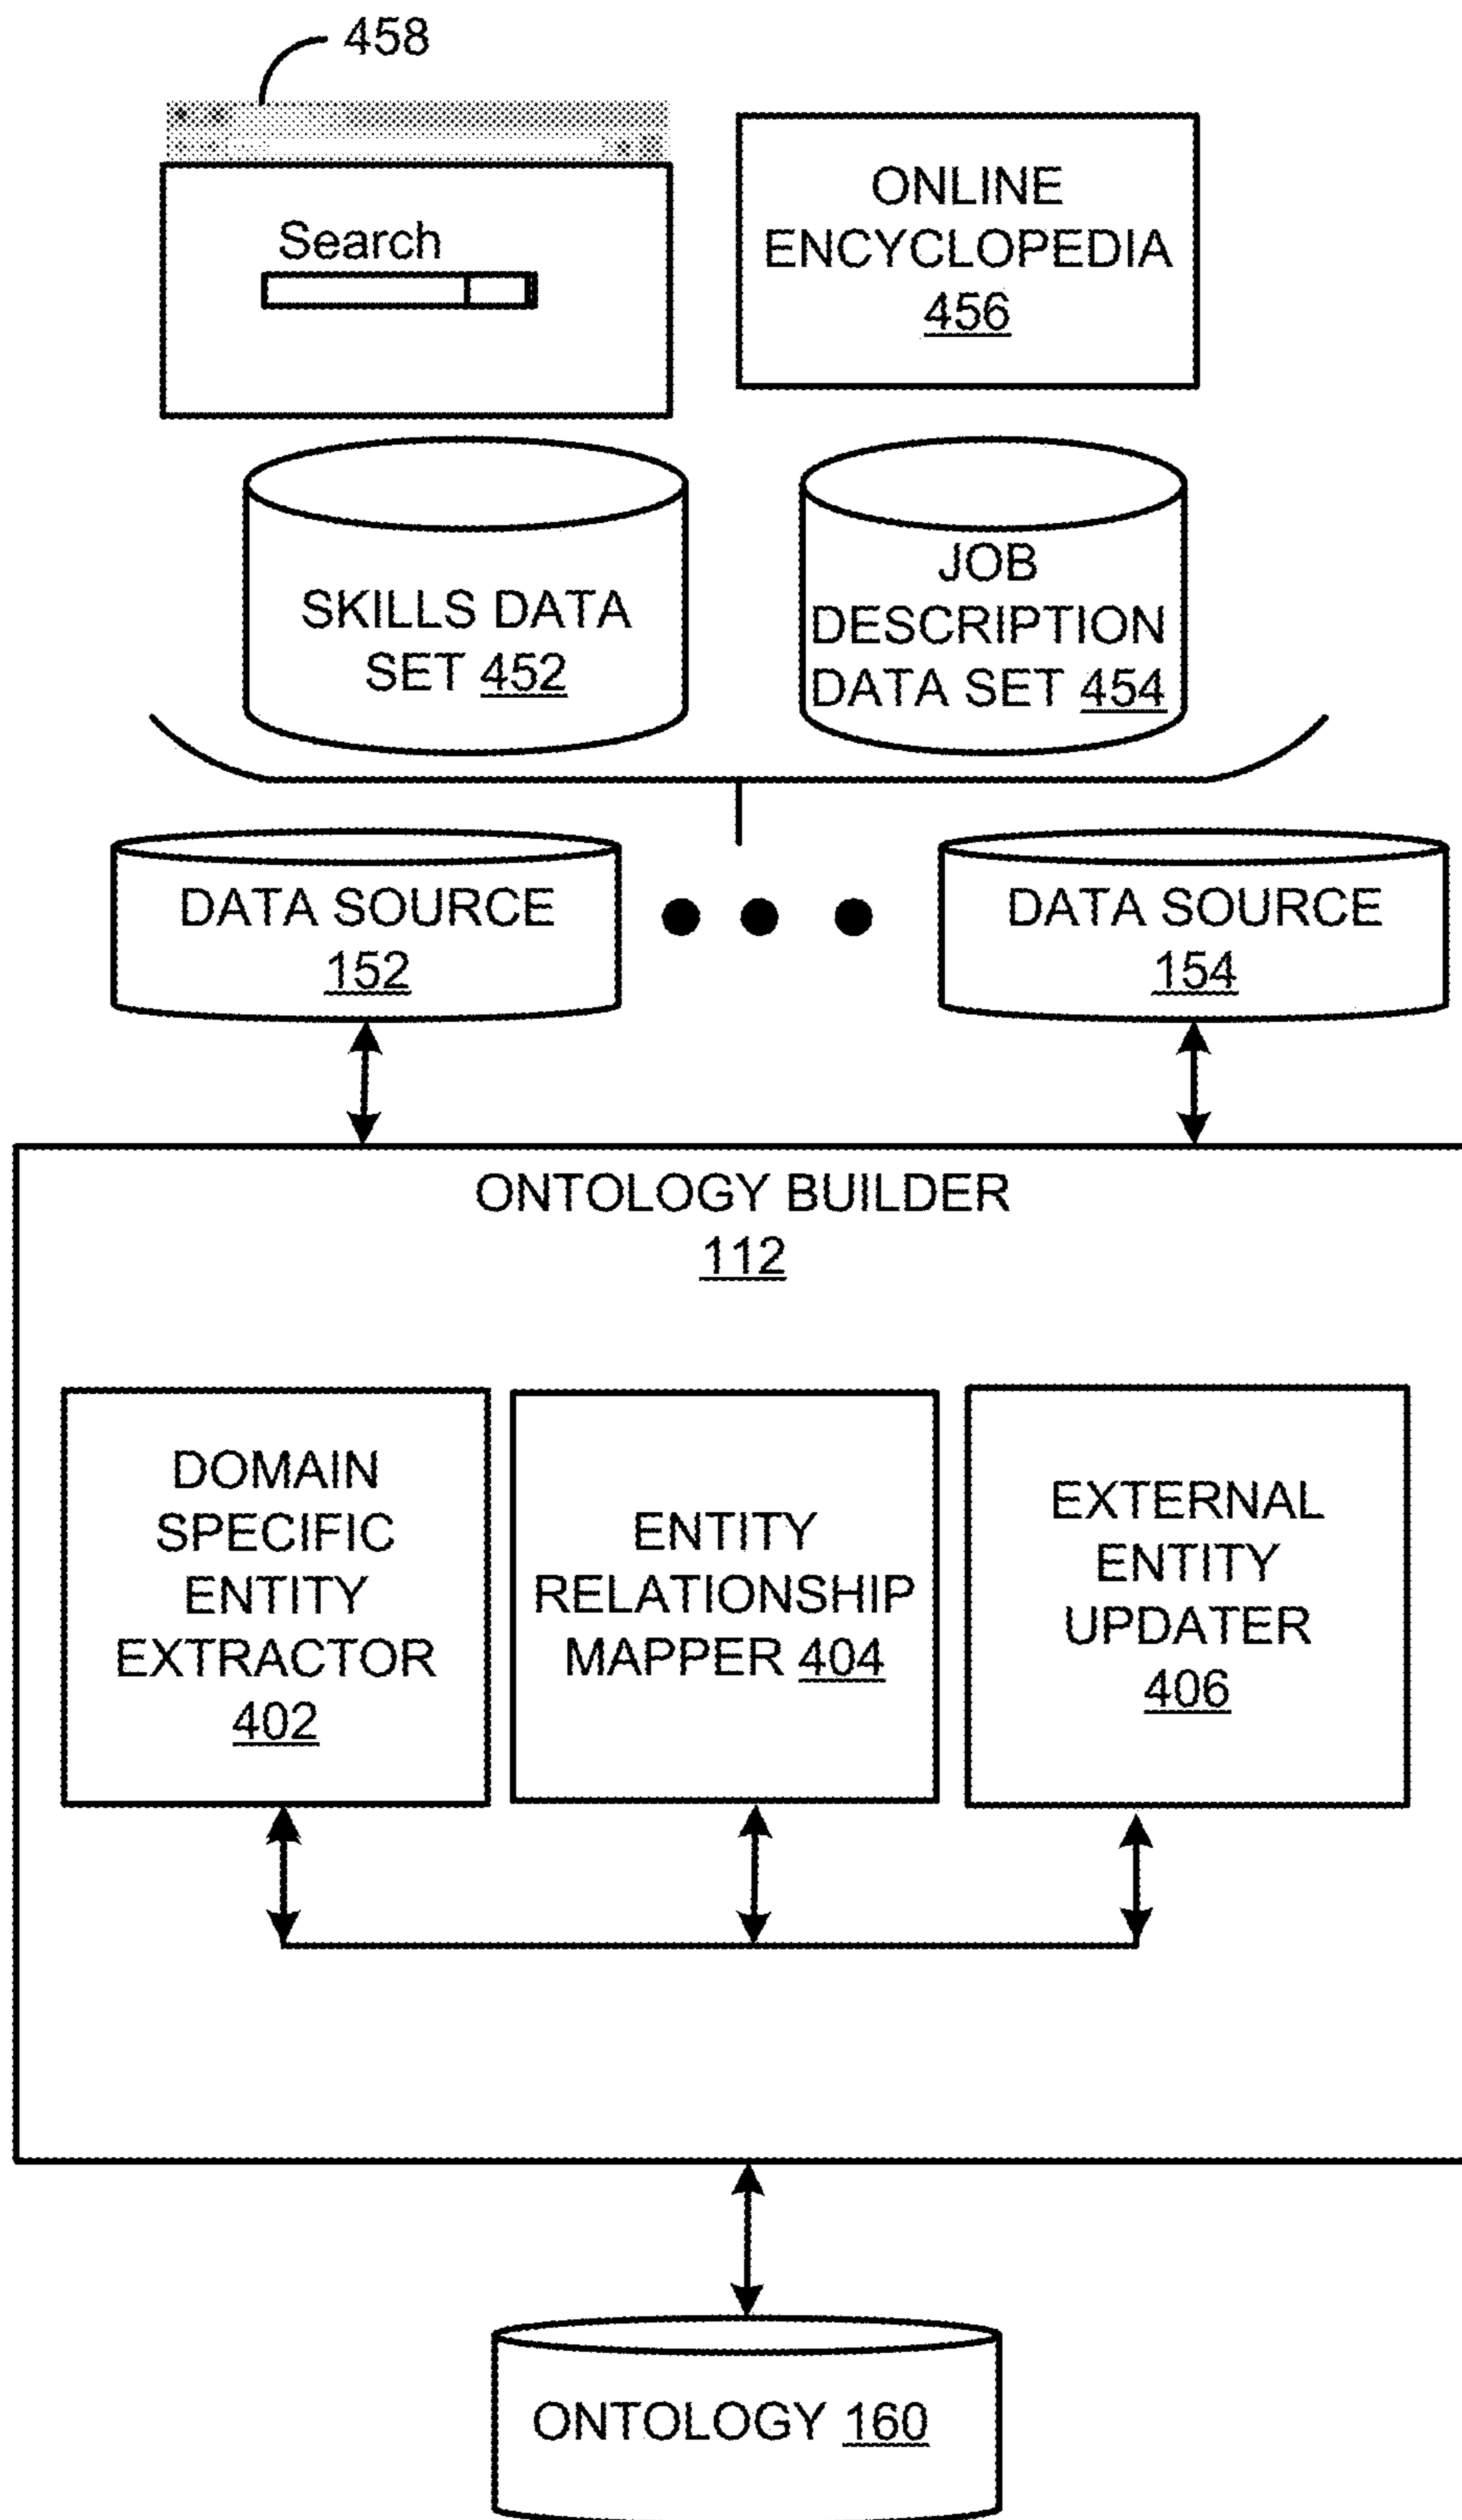 458
Search
ONLINE
ENCYCLOPEDIA
456
SKILLS DATA
SET 452
JOB
DESCRIPTION
DATA SET 454
DATA SOURCE
152
DATA SOURCE
154
ONTOLOGY BUILDER
112
DOMAIN
SPECIFIC
ENTITY
EXTRACTOR
402
ENTITY
RELATIONSHIP
MAPPER 404
EXTERNAL
ENTITY
UPDATER
406
ONTOLOGY 160